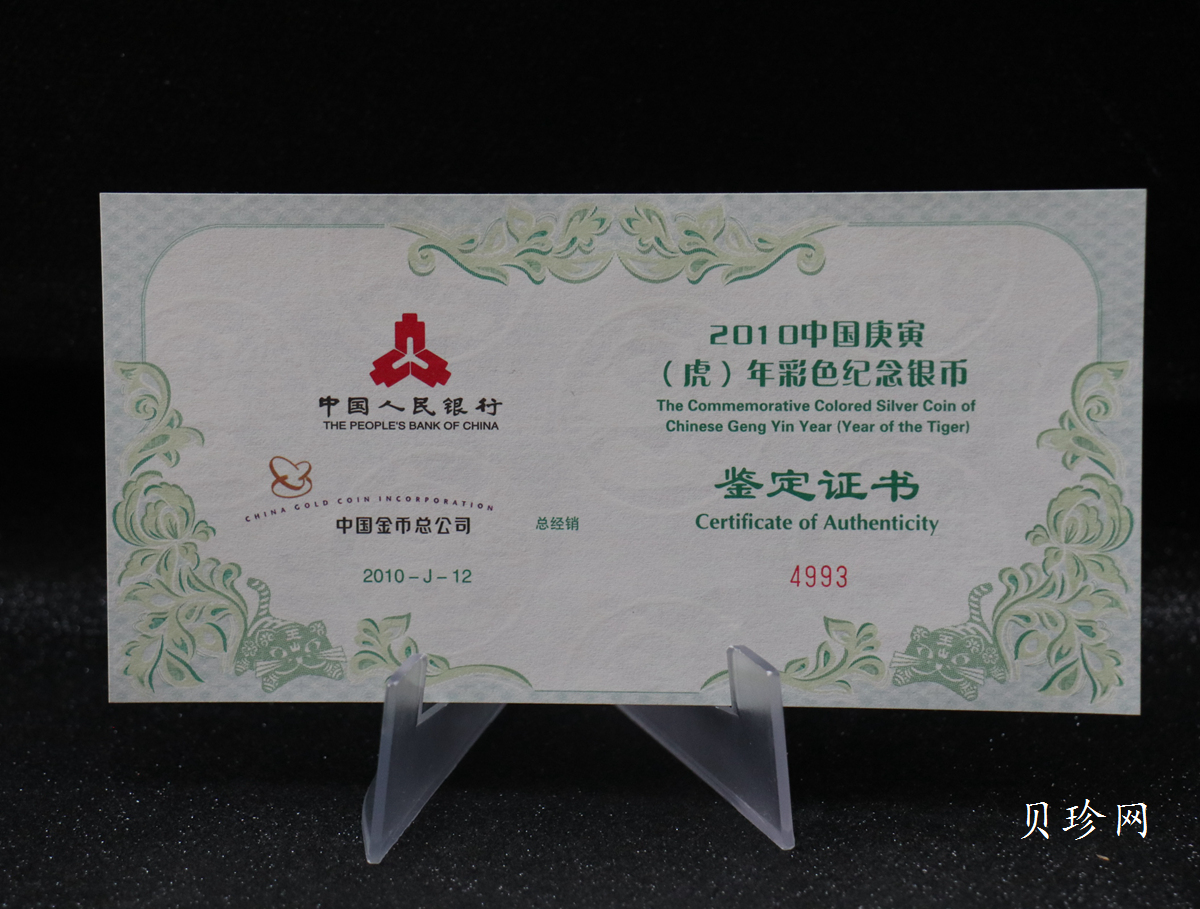 中国人民银行
THE PEOPLE'S BANK OF CHINA
CHINA GOLD COIN INCORPORATION
中国金币总公司
总经销
2010–J–12
2010中国庚寅
（虎）年彩色纪念银币
The Commemorative Colored Silver Coin of
Chinese Geng Yin Year (Year of the Tiger)
鉴定证书
Certificate of Authenticity
4993
王
王
贝珍网